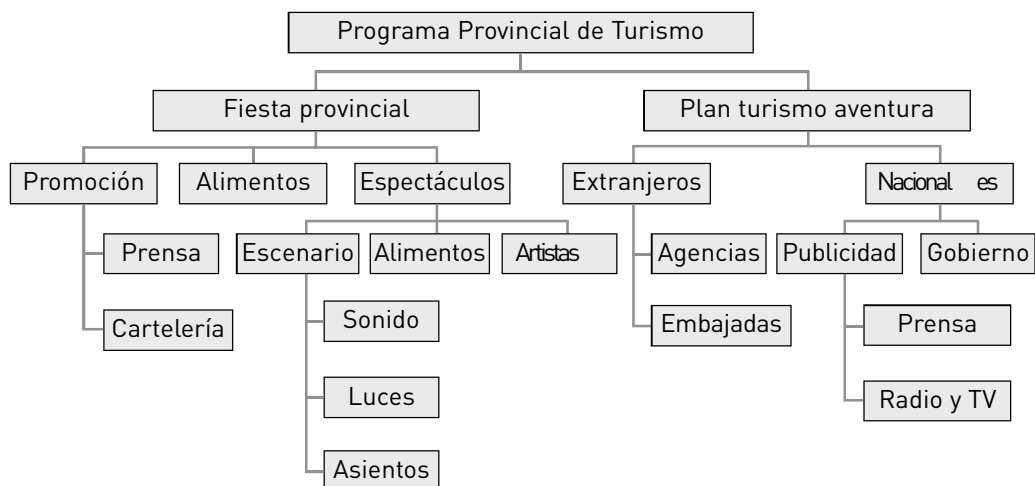 Programa Provincial de Turismo
Fiesta provincial
Plan turismo aventura
Promoción
Alimentos
Espectáculos
Extranjeros
Nacional es
Prensa
Escenario
Alimentos
Artistas
Agencias
Publicidad
Gobierno
Cartelería
Sonido
Embajadas
Prensa
Luces
Radio y TV
Asientos